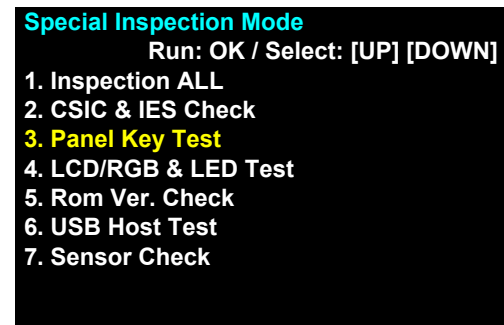 Special Inspection Mode
Run: OK / Select: [UP] [DOWN]
1. Inspection ALL
2. CSIC & IES Check
3. Panel Key Test
4. LCD/RGB & LED Test
5. Rom Ver. Check
6. USB Host Test
7. Sensor Check